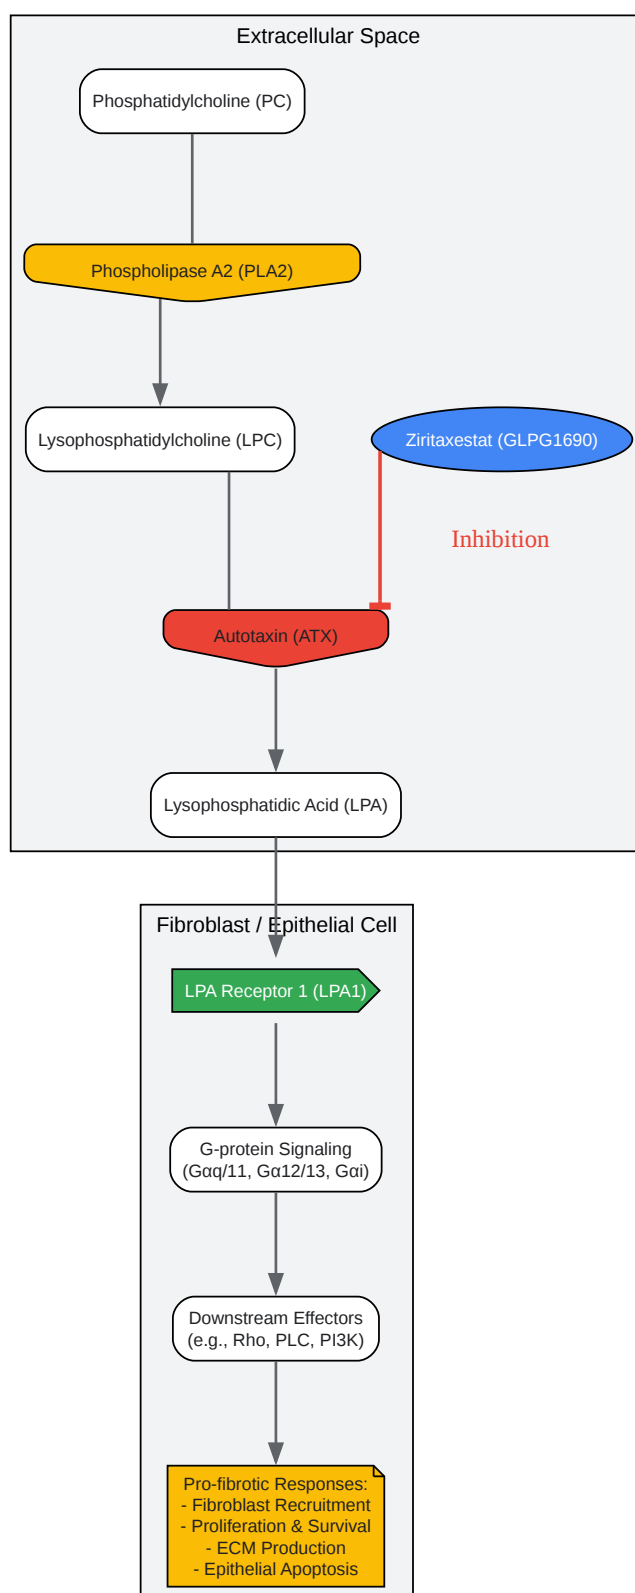 Extracellular Space
Phosphatidylcholine (PC)
Phospholipase A2 (PLA2)
Lysophosphatidylcholine (LPC)
Ziritaxestat (GLPG1690)
Inhibition
Autotaxin (ATX)
Lysophosphatidic Acid (LPA)
Fibroblast / Epithelial Cell
LPA Receptor 1 (LPA1)
G-protein Signaling
(Gαq/11, Gα12/13, Gαi)
Downstream Effectors
(e.g., Rho, PLC, PI3K)
Pro-fibrotic Responses:
- Fibroblast Recruitment
- Proliferation & Survival
- ECM Production
- Epithelial Apoptosis